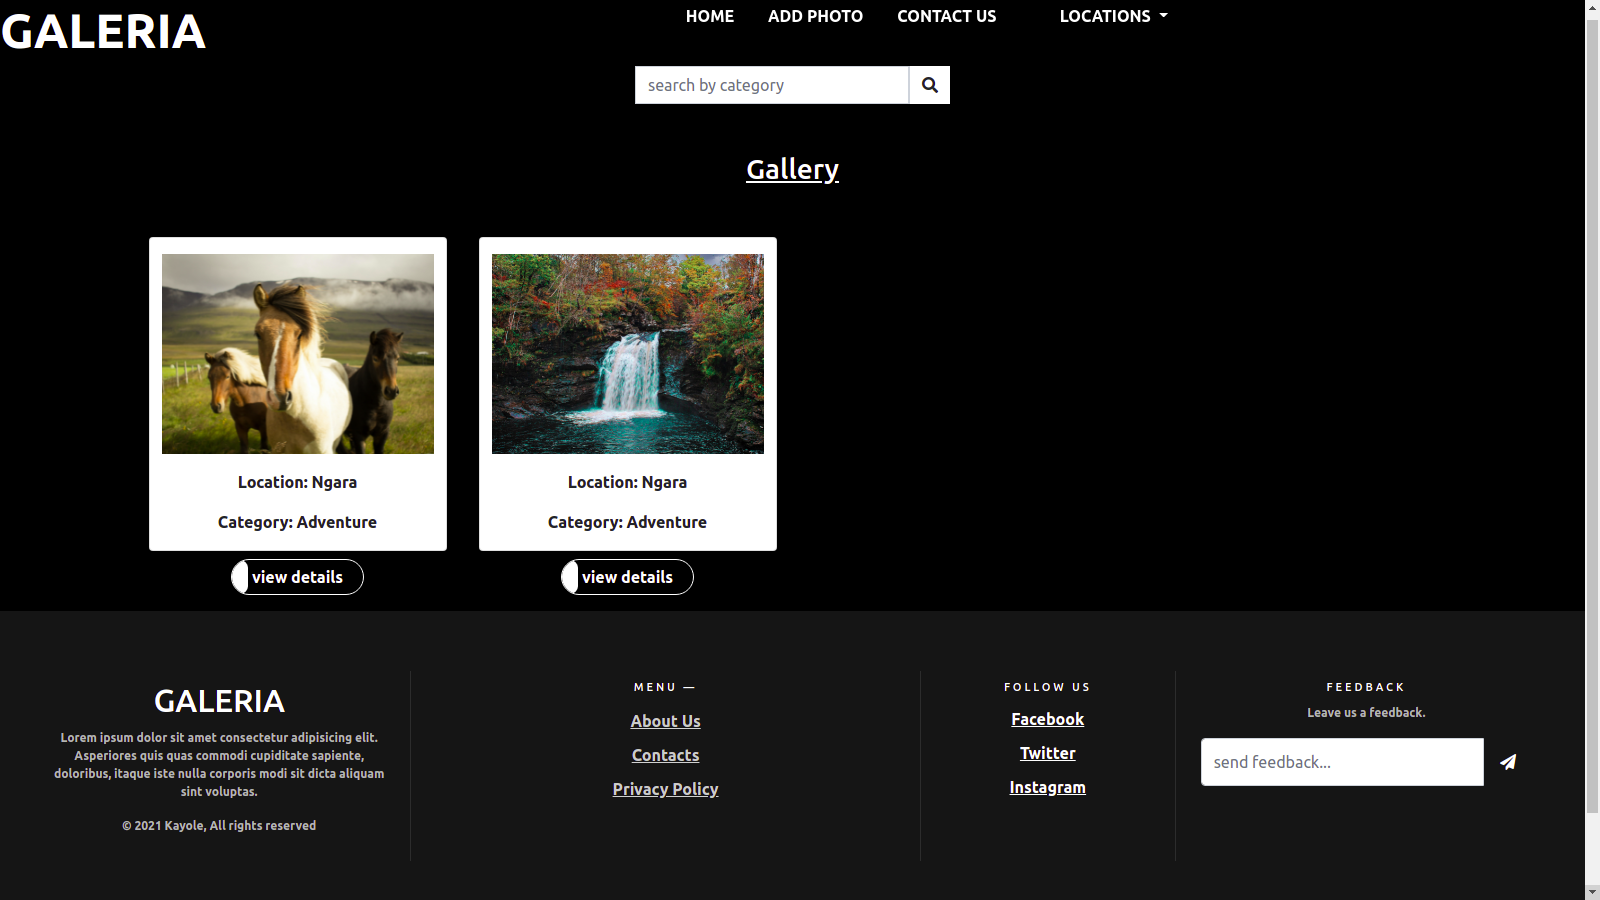 GALERIA
HOME ADD PHOTO CONTACT US LOCATIONS
search by category
Gallery
Location: Ngara
Category: Adventure
view details
Location: Ngara
Category: Adventure
view details
GALERIA
Lorem ipsum dolor sit amet consectetur adipisicing elit.
Asperiores quis quas commodi cupiditate sapiente,
doloribus, itaque iste nulla corporis modi sit dicta aliquam
sint voluptas.
© 2021 Kayole, All rights reserved
MENU —
About Us
Contacts
Privacy Policy
FOLLOW US
Facebook
Twitter
Instagram
FEEDBACK
Leave us a feedback.
send feedback...